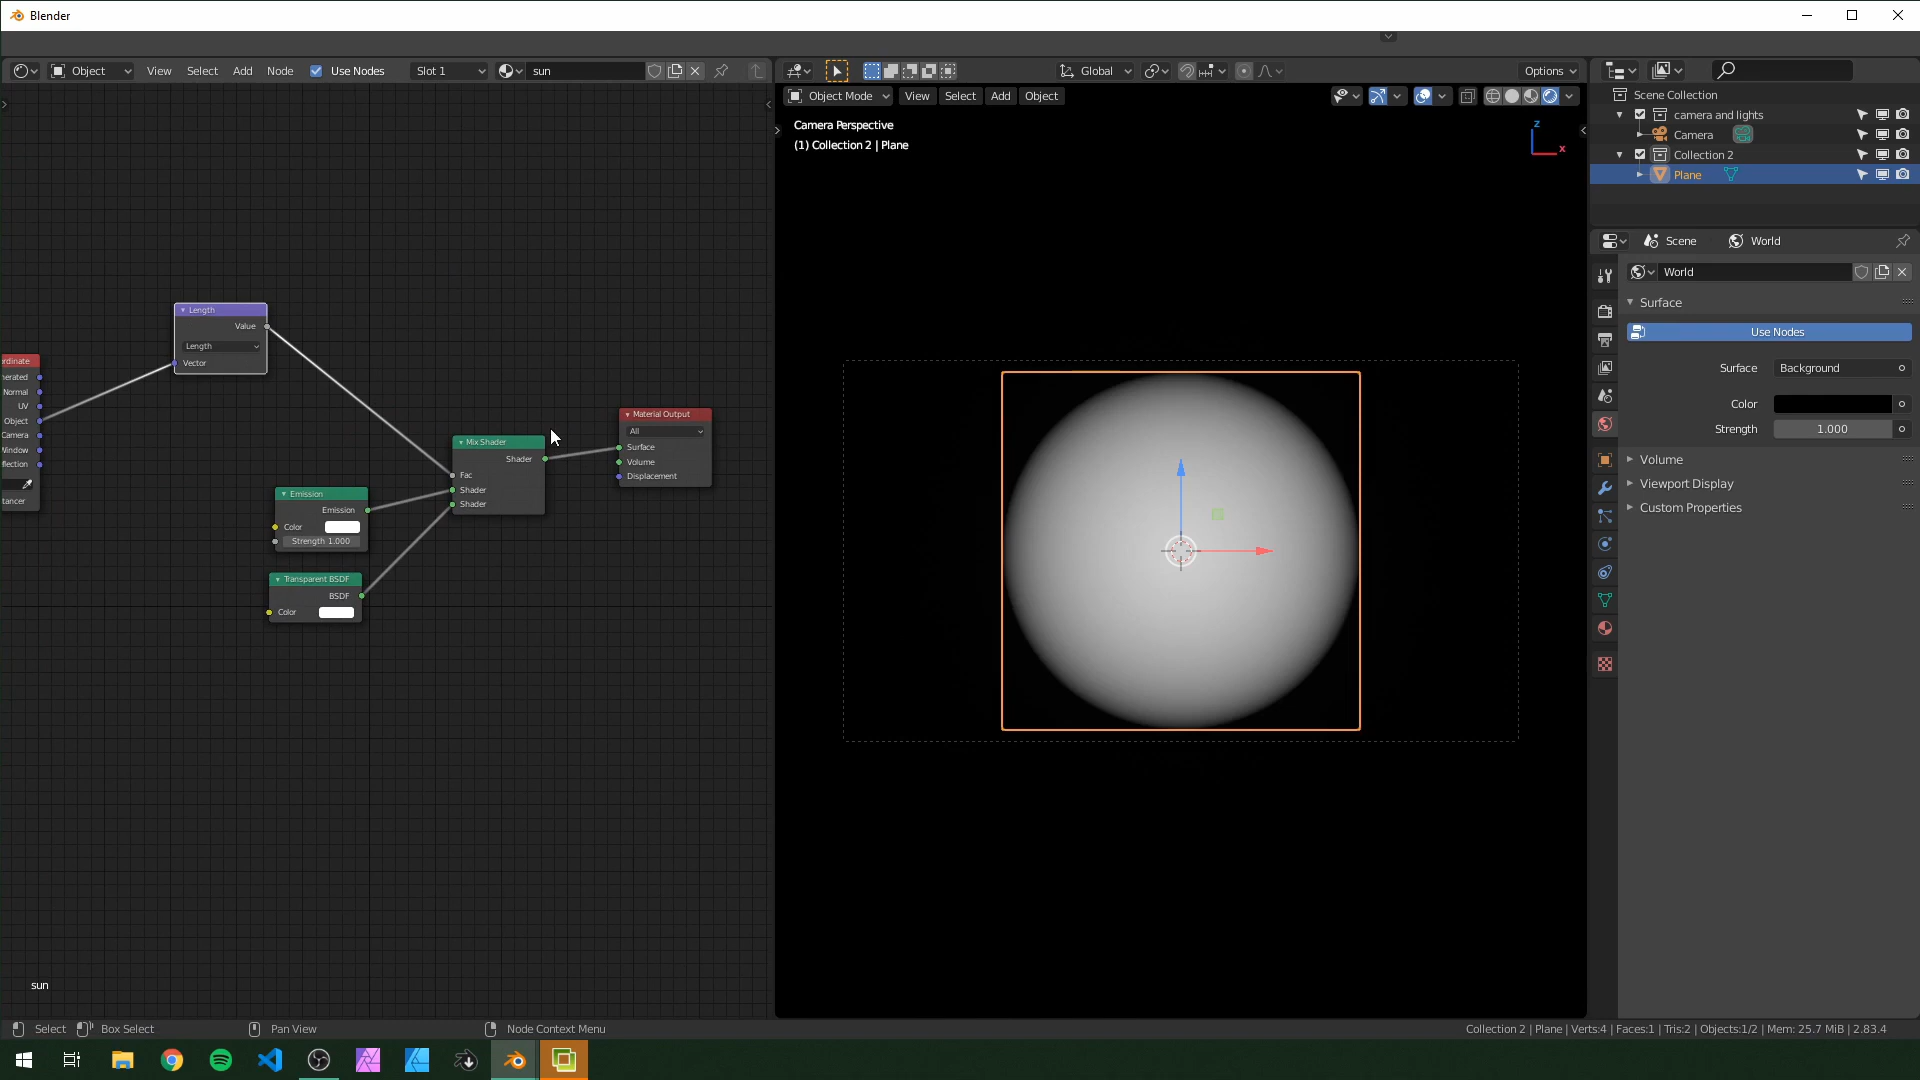 Blender
Object View Select Add Node Use Nodes Slot 1 sun
Global Options
Object Mode View Select Add Object
Camera Perspective
(1) Collection 2 | Plane
z
x
Scene Collection
camera and lights
Camera
Collection 2
Plane
Scene World
World
Surface
Use Nodes
Surface Background
Color
Strength 1.000
Volume
Viewport Display
Custom Properties
Length
Value
Length
Vector
rdinate
nerated
Normal
UV
Object
Camera
Window
flection
tancer
Mix Shader
Shader
Fac
Shader
Shader
Material Output
All
Surface
Volume
Displacement
Emission
Emission
Color
Strength 1.000
Transparent BSDF
BSDF
Color
sun
Select Box Select Pan View Node Context Menu
Collection 2 | Plane | Verts:4 | Faces:1 | Tris:2 | Objects:1/2 | Mem: 25.7 MiB | 2.83.4